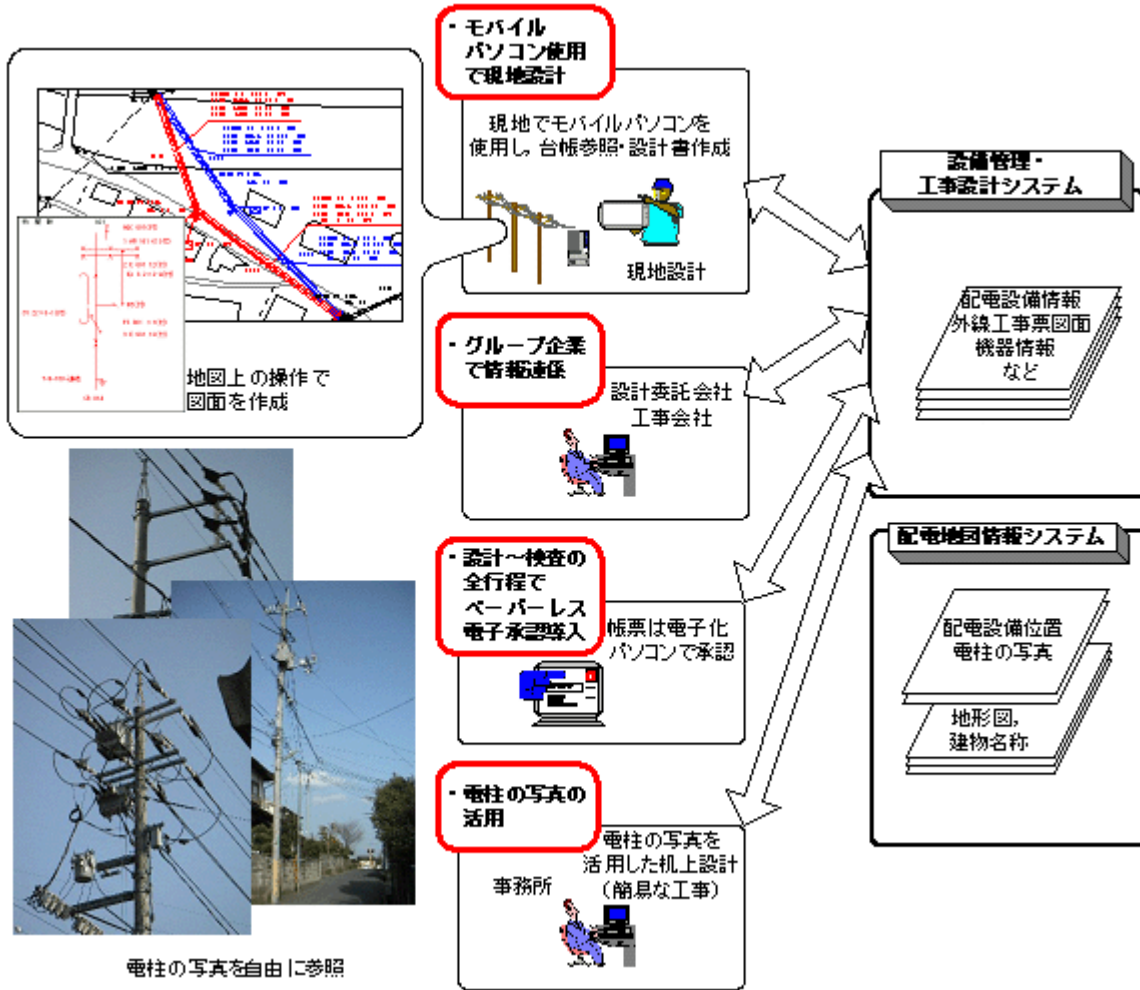 地図上の操作で
図面を作成
電柱の写真を自由に参照
・モバイル
パソコン使用
で現地設計
現地でモバイルパソコンを
使用し，台帳参照・設計書作成
現地設計
・グループ企業
で情報連係
設計委託会社
工事会社
・設計～検査の
全行程で
ペーパーレス
電子承認導入
帳票は電子化
パソコンで承認
・電柱の写真の
活用
電柱の写真を
活用した机上設計
（簡易な工事）
事務所
設備管理・
工事設計システム
配電設備情報
外線工事票図面
機器情報
など
配電地図情報システム
配電設備位置
電柱の写真
地形図，
建物名称